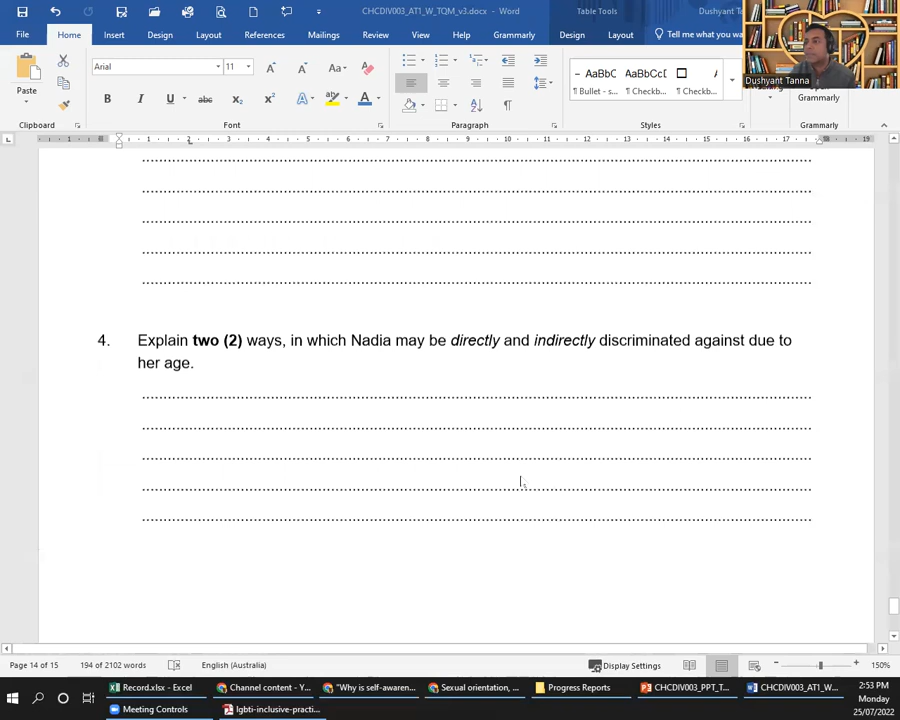 CHCDIV003_AT1_W_TQM_v3.docx - Word
Table Tools
Dushyant Ta
File
Home
Insert
Design
Layout
References
Mailings
Review
View
Help
Grammarly
Design
Layout
Tell me what you wa
Dushyant Tanna
Paste
Arial
11
Aa
AaBbC
AaBbCcD
¶ Bullet - s...
¶ Checkb...
¶ Checkb...
Grammarly
Clipboard
Font
Paragraph
Styles
Grammarly
4. Explain two (2) ways, in which Nadia may be directly and indirectly discriminated against due to
her age.
Page 14 of 15
194 of 2102 words
English (Australia)
Display Settings
150%
Record.xlsx - Excel
Channel content - Y...
"Why is self-awaren...
Sexual orientation, ...
Progress Reports
CHCDIV003_PPT_T...
CHCDIV003_AT1_W...
2:53 PM
Monday
Meeting Controls
lgbti-inclusive-practi...
25/07/2022